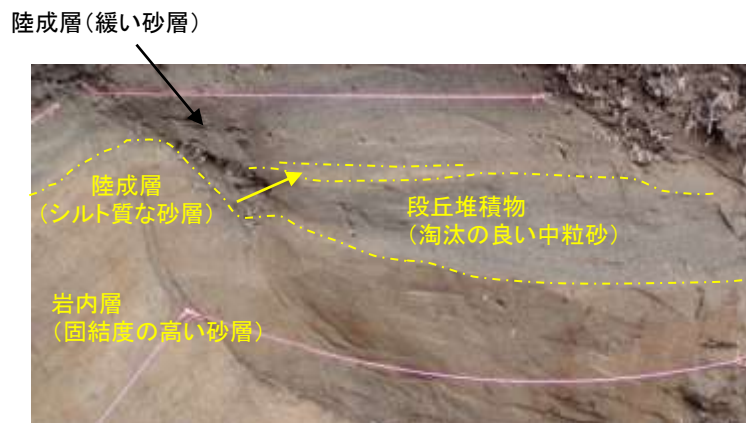 陸成層(緩い砂層)
陸成層
(シルト質な砂層)
段丘堆積物
(淘汰の良い中粒砂)
岩内層
(固結度の高い砂層)